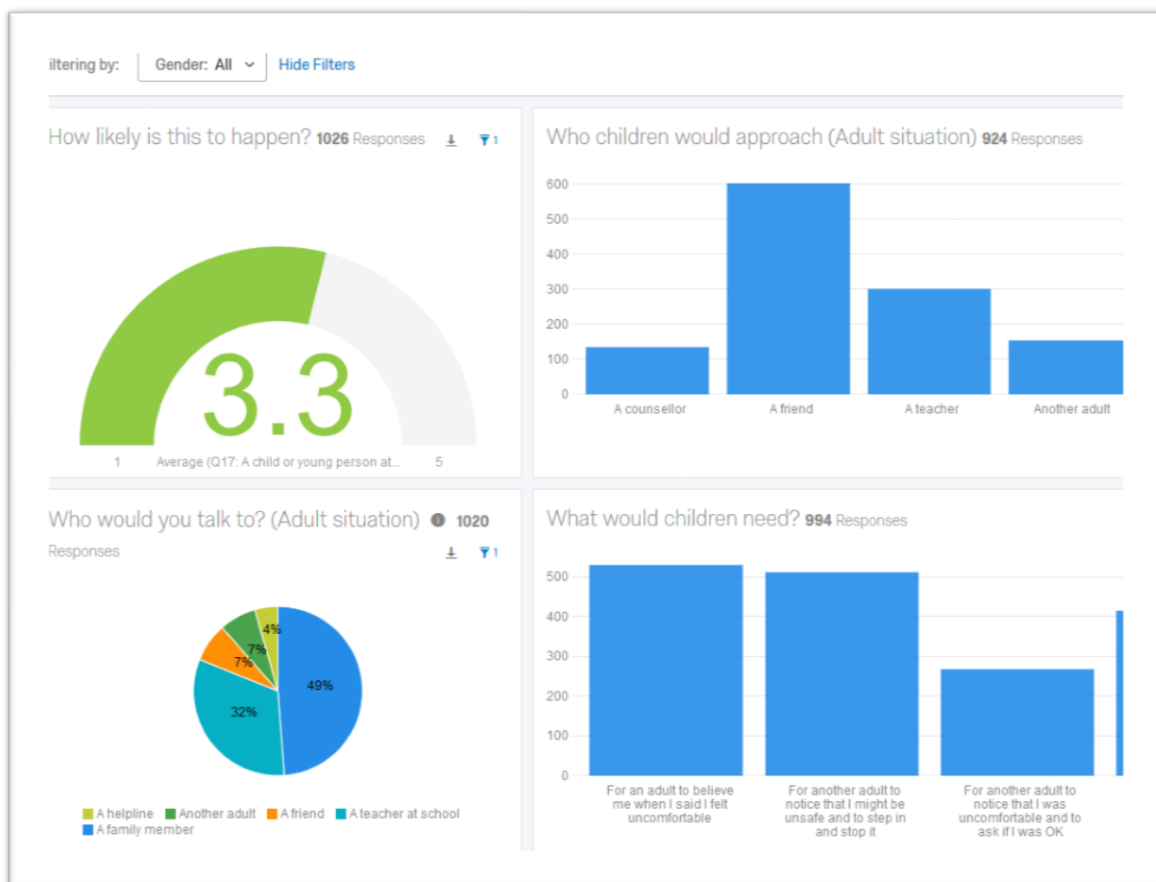 iltering by: Gender: All Hide Filters
How likely is this to happen? 1026 Responses 1
3.3
1 Average (Q17: A child or young person at... 5
Who children would approach (Adult situation) 924 Responses
600
500
400
300
200
100
0
A counsellor A friend A teacher Another adult
Who would you talk to? (Adult situation) 1020
Responses 1
4%
7%
7%
49%
32%
A helpline Another adult A friend A teacher at school
A family member
What would children need? 994 Responses
500
400
300
200
100
0
For an adult to believe
me when I said I felt
uncomfortable
For another adult to
notice that I might be
unsafe and to step in
and stop it
For another adult to
notice that I was
uncomfortable and to
ask if I was OK